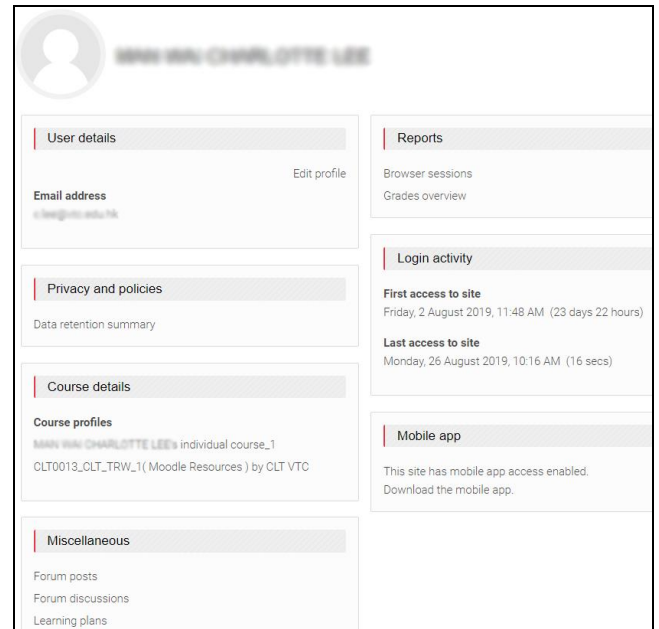 User details
Edit profile
Email address
Privacy and policies
Data retention summary
Course details
Course profiles
individual course_1
CLT0013_CLT_TRW_1( Moodle Resources ) by CLT VTC
Miscellaneous
Forum posts
Forum discussions
Learning plans
Reports
Browser sessions
Grades overview
Login activity
First access to site
Friday, 2 August 2019, 11:48 AM (23 days 22 hours)
Last access to site
Monday, 26 August 2019, 10:16 AM (16 secs)
Mobile app
This site has mobile app access enabled.
Download the mobile app.